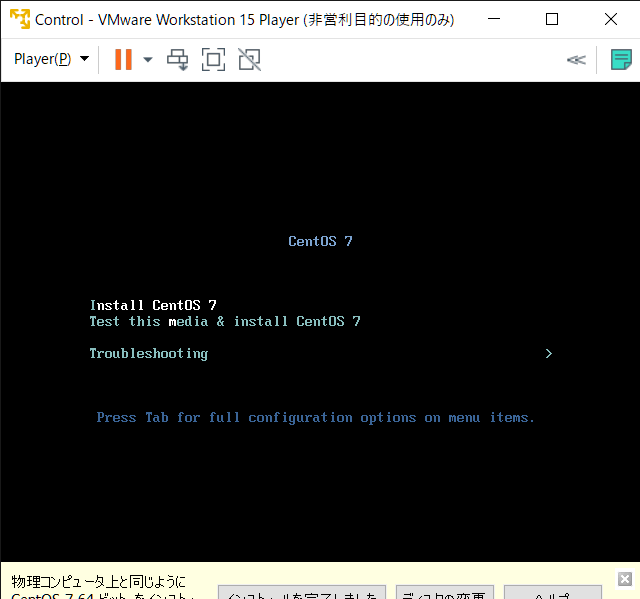 Control - VMware Workstation 15 Player (非営利目的の使用のみ)
Player(P)
CentOS 7
Install CentOS 7
Test this media & install CentOS 7
Troubleshooting >
Press Tab for full configuration options on menu items.
物理コンピュータ上と同じように
CentOS 7 64 ビット をインストー インストールを完了しました ディスクの変更 ヘルプ